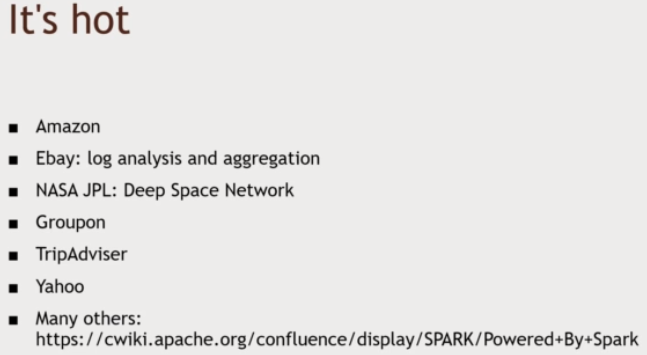 It's hot
■ Amazon
■ Ebay: log analysis and aggregation
■ NASA JPL: Deep Space Network
■ Groupon
■ TripAdviser
■ Yahoo
■ Many others:
https://cwiki.apache.org/confluence/display/SPARK/Powered+By+Spark